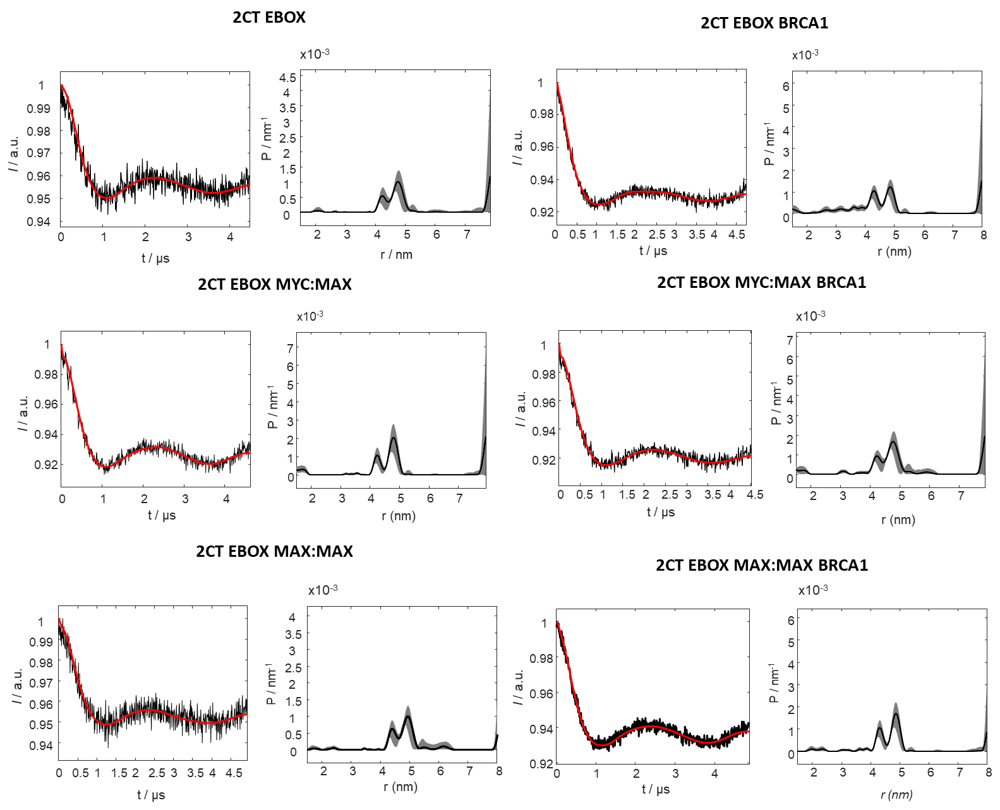 2CT EBOX
2CT EBOX BRCA1
x10-3
x10-3
1
0.99
0.98
0.97
0.96
0.95
0.94
I / a.u.
0 1 2 3 4
t / µs
4.5
4
3.5
3
2.5
2
1.5
1
0.5
0
P / nm-1
2 3 4 5 6 7
r / nm
1
0.98
0.96
0.94
0.92
I / a.u.
0 0.5 1 1.5 2 2.5 3 3.5 4 4.5
t / µs
6
5
4
3
2
1
0
P / nm-1
2 3 4 5 6 7 8
r (nm)
2CT EBOX MYC:MAX
2CT EBOX MYC:MAX BRCA1
x10-3
x10-3
1
0.98
0.96
0.94
0.92
I / a.u.
0 1 2 3 4
t / µs
7
6
5
4
3
2
1
0
P / nm-1
2 3 4 5 6 7
r (nm)
1
0.98
0.96
0.94
0.92
I / a.u.
0 0.5 1 1.5 2 2.5 3 3.5 4 4.5
t / µs
7
6
5
4
3
2
1
0
P / nm-1
2 3 4 5 6 7
r (nm)
2CT EBOX MAX:MAX
2CT EBOX MAX:MAX BRCA1
x10-3
x10-3
1
0.99
0.98
0.97
0.96
0.95
0.94
I / a.u.
0 0.5 1 1.5 2 2.5 3 3.5 4 4.5
t / µs
4
3.5
3
2.5
2
1.5
1
0.5
0
P / nm-1
2 3 4 5 6 7 8
r (nm)
1
0.98
0.96
0.94
0.92
I / a.u.
0 1 2 3 4
t / µs
6
5
4
3
2
1
0
P / nm-1
2 3 4 5 6 7 8
r (nm)